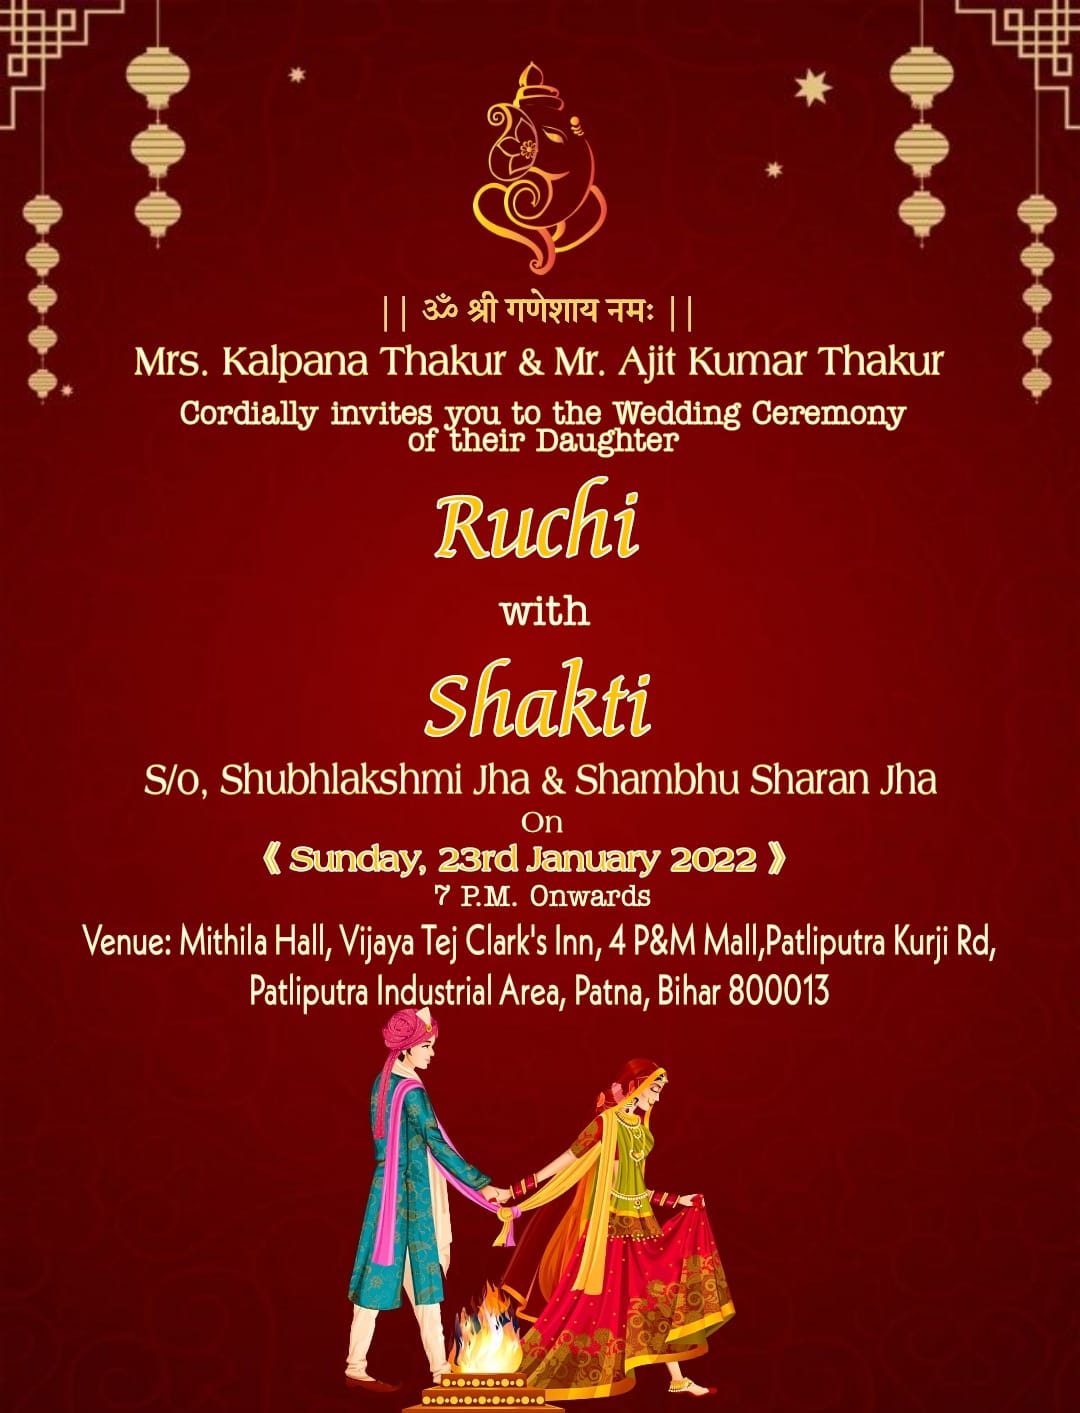 || ॐ श्री गणेशाय नमः ||
Mrs. Kalpana Thakur & Mr. Ajit Kumar Thakur
Cordially invites you to the Wedding Ceremony
of their Daughter
Ruchi
with
Shakti
S/o, Shubhlakshmi Jha & Shambhu Sharan Jha
On
《 Sunday, 23rd January 2022 》
7 P.M. Onwards
Venue: Mithila Hall, Vijaya Tej Clark's Inn, 4 P&M Mall,Patliputra Kurji Rd,
Patliputra Industrial Area, Patna, Bihar 800013